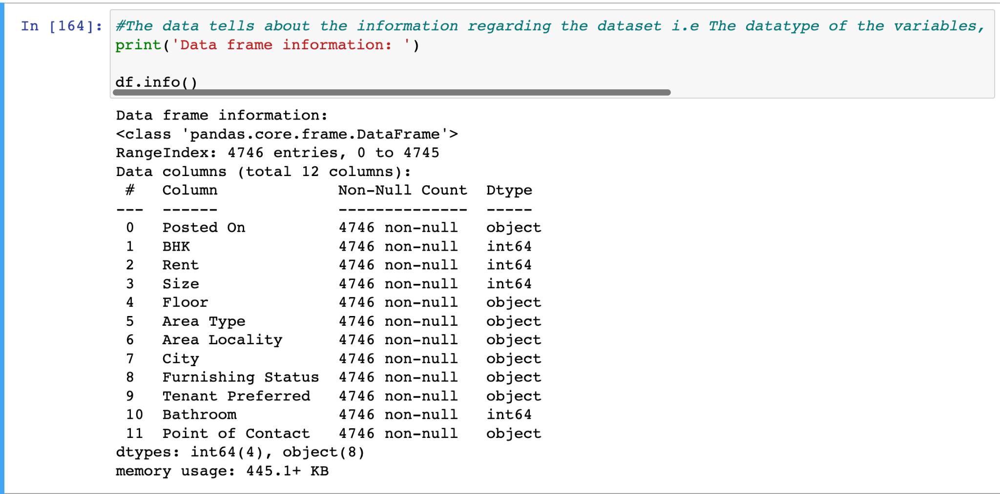 In [164]: #The data tells about the information regarding the dataset i.e The datatype of the variables,
print('Data frame information: ')

df.info()
Data frame information:
<class 'pandas.core.frame.DataFrame'>
RangeIndex: 4746 entries, 0 to 4745
Data columns (total 12 columns):
 #   Column             Non-Null Count  Dtype
---  ------             --------------  -----
 0   Posted On          4746 non-null   object
 1   BHK                4746 non-null   int64
 2   Rent               4746 non-null   int64
 3   Size               4746 non-null   int64
 4   Floor              4746 non-null   object
 5   Area Type          4746 non-null   object
 6   Area Locality      4746 non-null   object
 7   City               4746 non-null   object
 8   Furnishing Status  4746 non-null   object
 9   Tenant Preferred   4746 non-null   object
 10  Bathroom           4746 non-null   int64
 11  Point of Contact   4746 non-null   object
dtypes: int64(4), object(8)
memory usage: 445.1+ KB